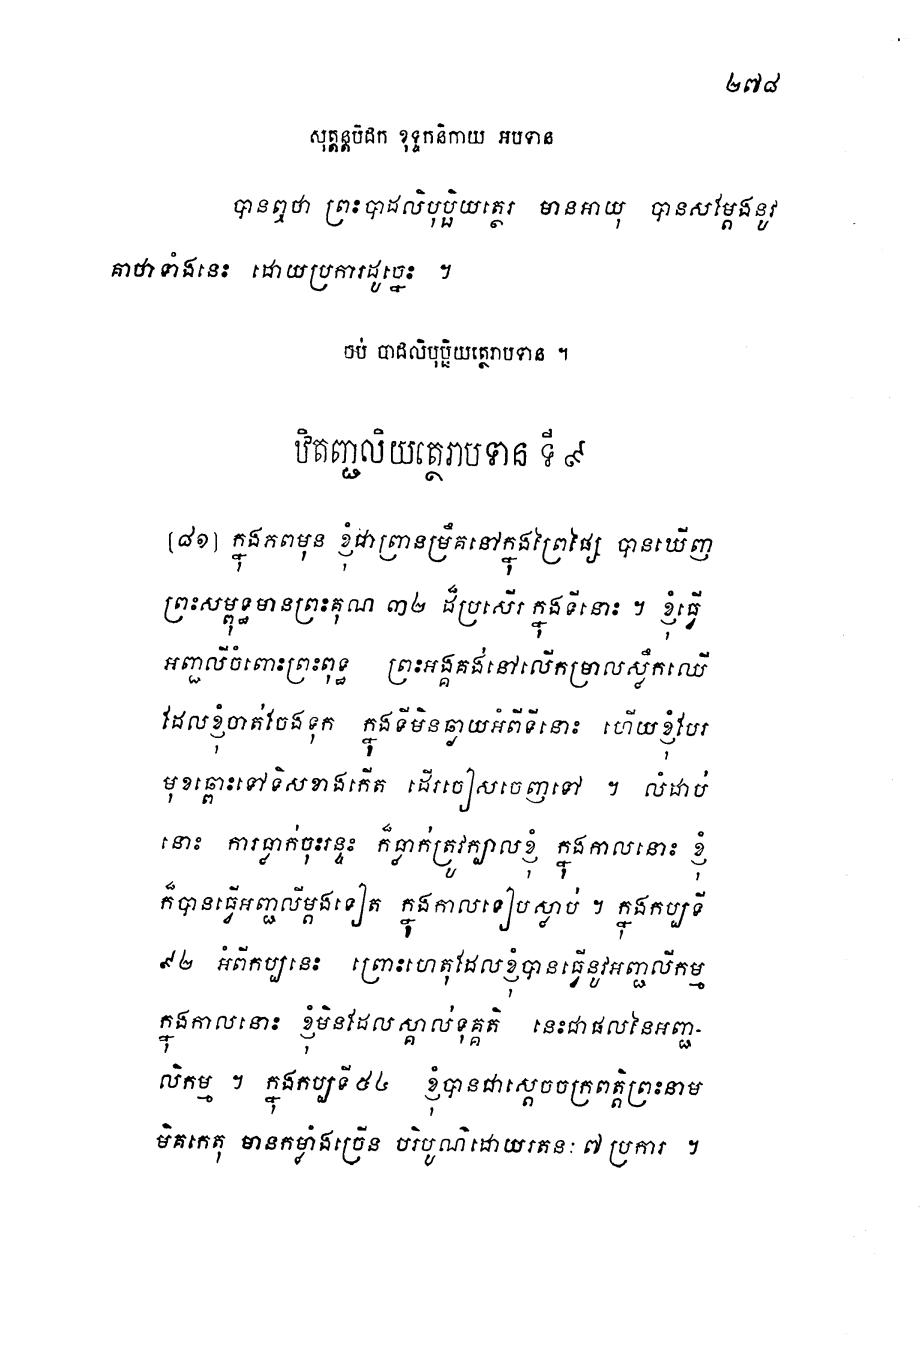 ២៧៨
សុត្តន្តបិដក ខុទ្ទកនិកាយ អបទាន
បានឮថា ព្រះបាដលិបុប្ផិយត្ថេរ មានអាយុ បានសម្ដែងនូវ
គាថាទាំងនេះ ដោយប្រការដូច្នេះ ។
ចប់ បាដលិបុប្ផិយត្ថេរាបទាន ។
ឋិតញ្ជលិយត្ថេរាបទាន ទី ៩
(៨១) ក្នុងភពមុន ខ្ញុំជាព្រានម្រឹគនៅក្នុងព្រៃផ្សៃ បានឃើញ
ព្រះសម្ពុទ្ធមានព្រះគុណ ៣២ ដ៏ប្រសើរ ក្នុងទីនោះ ។ ខ្ញុំធ្វើ
អញ្ជលីចំពោះព្រះពុទ្ធ ព្រះអង្គគង់នៅលើកម្រាលស្លឹកឈើ
ដែលខ្ញុំចាត់ចែងទុក ក្នុងទីមិនឆ្ងាយអំពីទីនោះ ហើយខ្ញុំបែរ
មុខឆ្ពោះទៅទិសខាងកើត ដើរចៀសចេញទៅ ។ លំដាប់
នោះ ការធ្លាក់ចុះរន្ទះ ក៏ធ្លាក់ត្រូវក្បាលខ្ញុំ ក្នុងកាលនោះ ខ្ញុំ
ក៏បានធ្វើអញ្ជលីម្ដងទៀត ក្នុងកាលទៀបស្លាប់ ។ ក្នុងកប្បទី
៩២ អំពីកប្បនេះ ព្រោះហេតុដែលខ្ញុំបានធ្វើនូវអញ្ជលីកម្ម
ក្នុងកាលនោះ ខ្ញុំមិនដែលស្គាល់ទុគ្គតិ នេះជាផលនៃអញ្ជ-
លិកម្ម ។ ក្នុងកប្បទី៥៤ ខ្ញុំបានជាស្ដេចចក្រពត្តិព្រះនាម
មិគកេតុ មានកម្លាំងច្រើន បរិបូណ៌ដោយរតនៈ ៧ ប្រការ ។